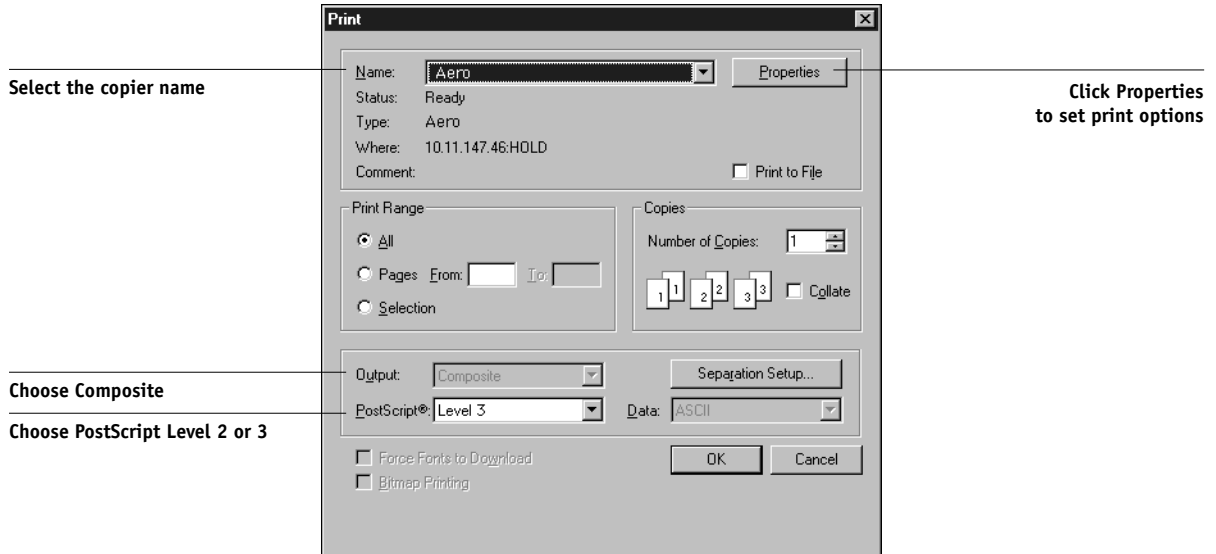 Print
Select the copier name
Name: Aero Properties
Click Properties
to set print options
Status: Ready
Type: Aero
Where: 10.11.147.46:HOLD
Comment: Print to File
Print Range
All
Pages From: To:
Selection
Copies
Number of Copies: 1
1 1 2 2 3 3 Collate
Choose Composite
Output: Composite Separation Setup...
Choose PostScript Level 2 or 3
PostScript®: Level 3 Data: ASCII
Force Fonts to Download
Bitmap Printing
OK Cancel